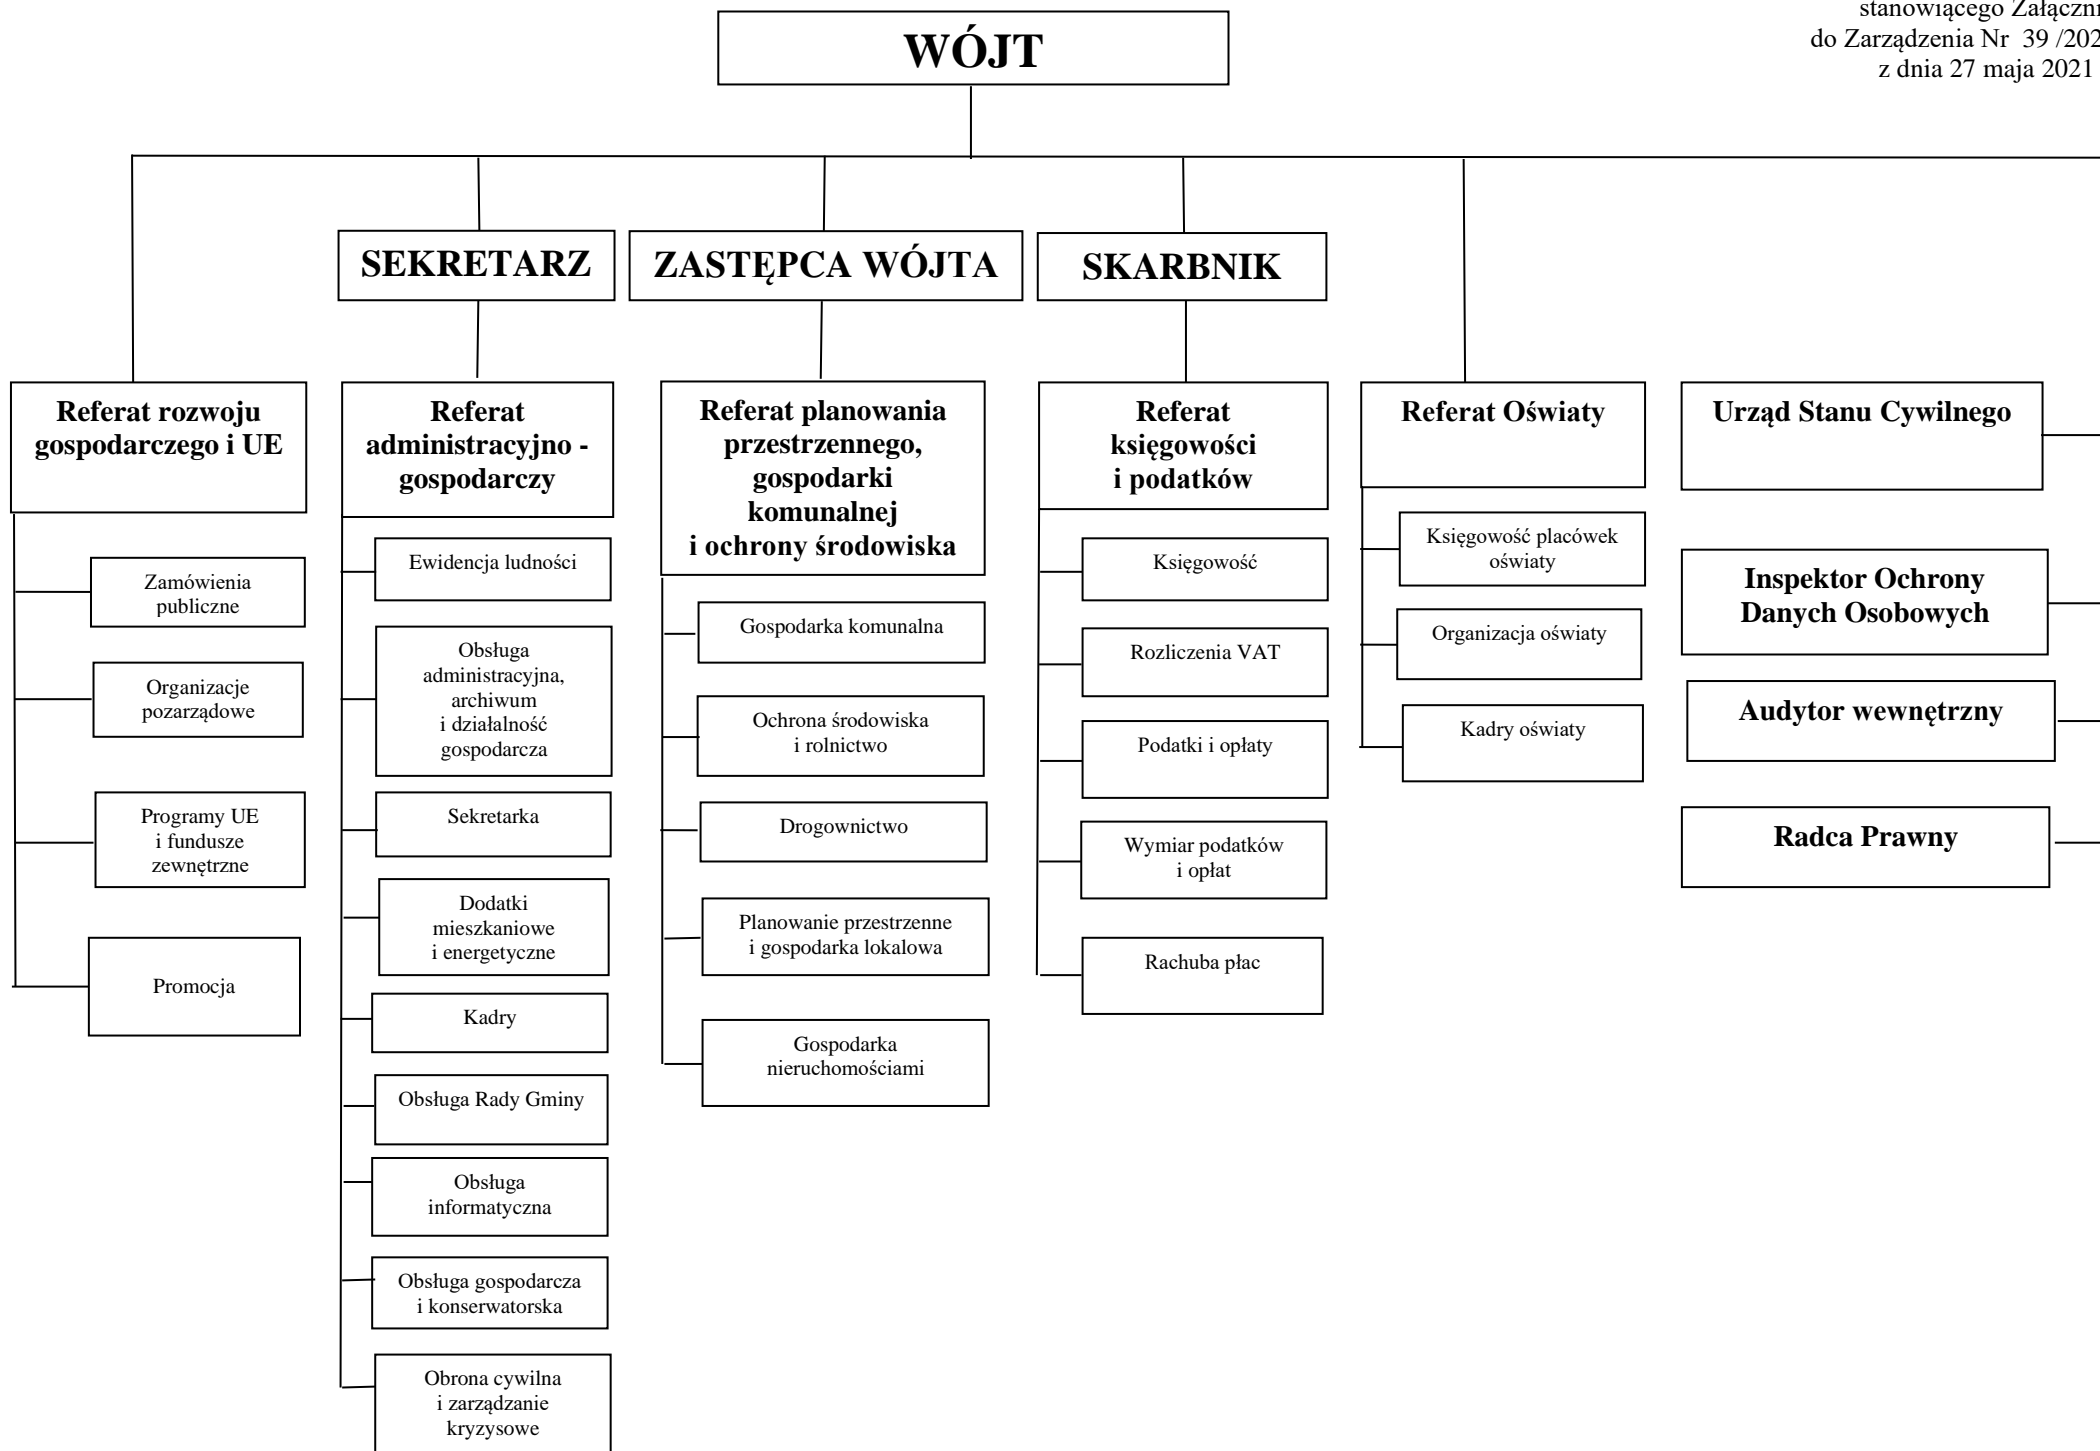 stanowiącego Załączni
do Zarządzenia Nr 39 /202
z dnia 27 maja 2021
WÓJT
SEKRETARZ
ZASTĘPCA WÓJTA
SKARBNIK
Referat rozwoju
gospodarczego i UE
Zamówienia
publiczne
Organizacje
pozarządowe
Programy UE
i fundusze
zewnętrzne
Promocja
Referat
administracyjno -
gospodarczy
Ewidencja ludności
Obsługa
administracyjna,
archiwum
i działalność
gospodarcza
Sekretarka
Dodatki
mieszkaniowe
i energetyczne
Kadry
Obsługa Rady Gminy
Obsługa
informatyczna
Obsługa gospodarcza
i konserwatorska
Obrona cywilna
i zarządzanie
kryzysowe
Referat planowania
przestrzennego,
gospodarki
komunalnej
i ochrony środowiska
Gospodarka komunalna
Ochrona środowiska
i rolnictwo
Drogownictwo
Planowanie przestrzenne
i gospodarka lokalowa
Gospodarka
nieruchomościami
Referat
księgowości
i podatków
Księgowość
Rozliczenia VAT
Podatki i opłaty
Wymiar podatków
i opłat
Rachuba płac
Referat Oświaty
Księgowość placówek
oświaty
Organizacja oświaty
Kadry oświaty
Urząd Stanu Cywilnego
Inspektor Ochrony
Danych Osobowych
Audytor wewnętrzny
Radca Prawny